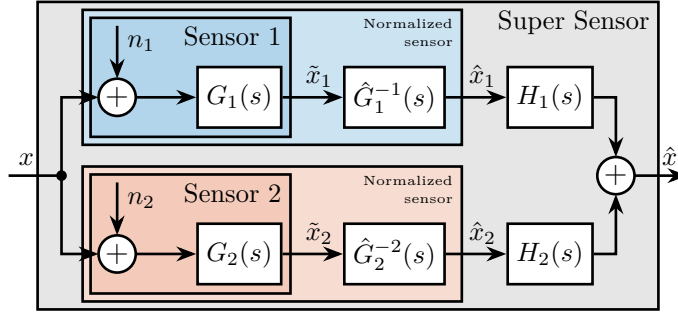 Super Sensor
n₁
Sensor 1
Normalized
sensor
+
G₁(s)
x̃₁
Ĝ₁⁻¹(s)
x̂₁
H₁(s)
x
+
x̂
n₂
Sensor 2
Normalized
sensor
+
G₂(s)
x̃₂
Ĝ₂⁻²(s)
x̂₂
H₂(s)